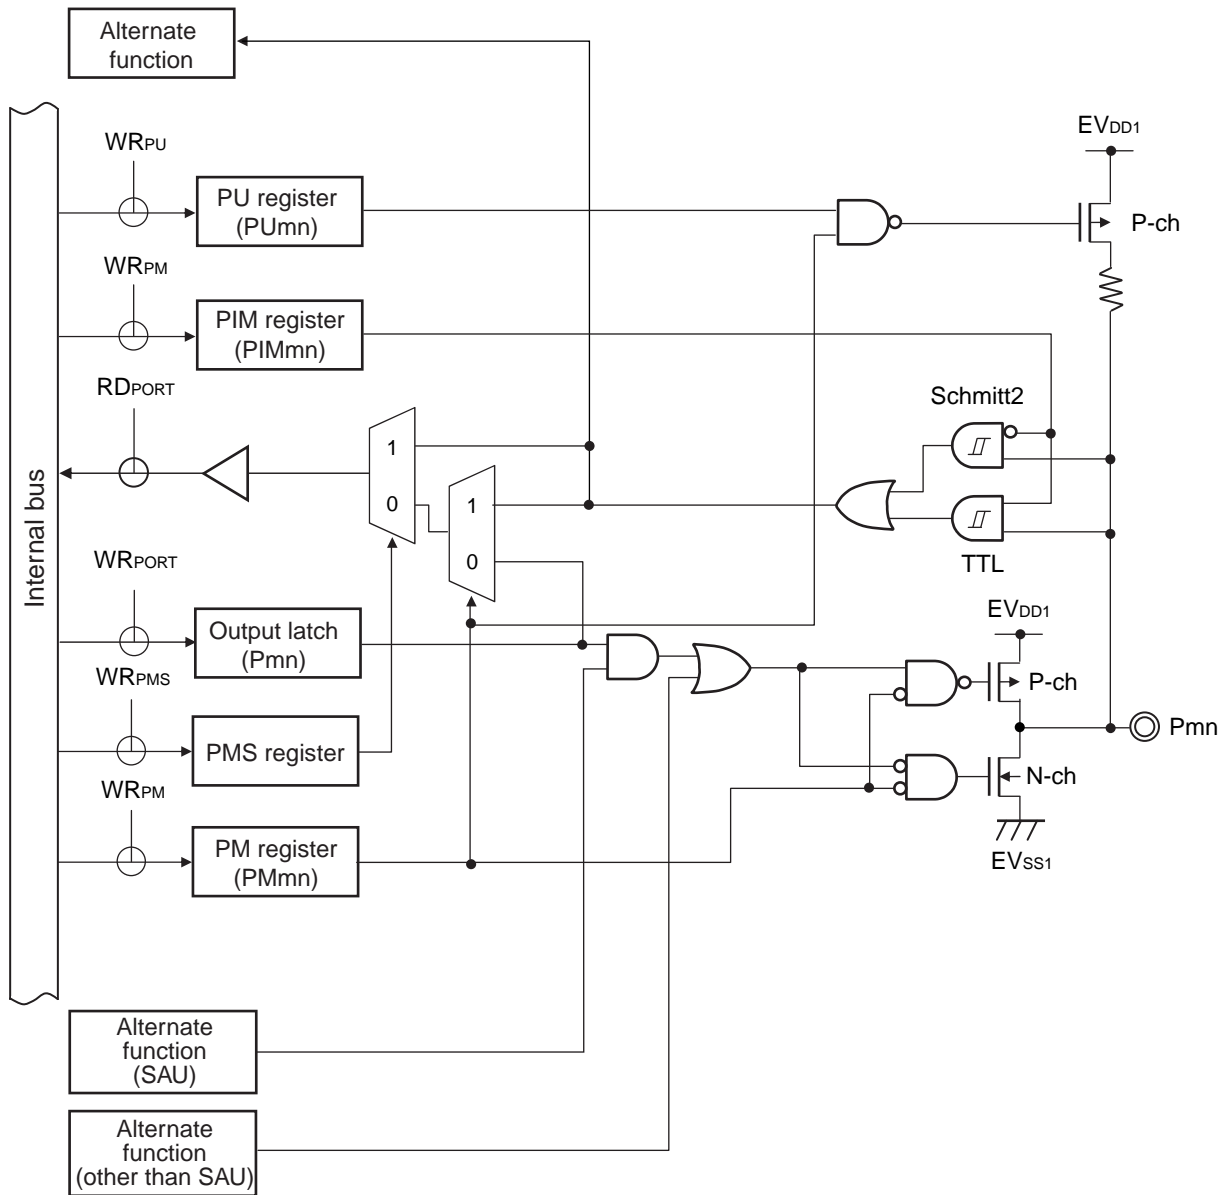 Alternate
function
EVDD1
WRPU
PU register
(PUmn)
P-ch
WRPM
PIM register
(PIMmn)
RDPORT
Schmitt2
1
0
1
0
TTL
Internal bus
WRPORT
EVDD1
Output latch
(Pmn)
P-ch
WRPMS
Pmn
PMS register
N-ch
WRPM
PM register
(PMmn)
EVSS1
Alternate
function
(SAU)
Alternate
function
(other than SAU)